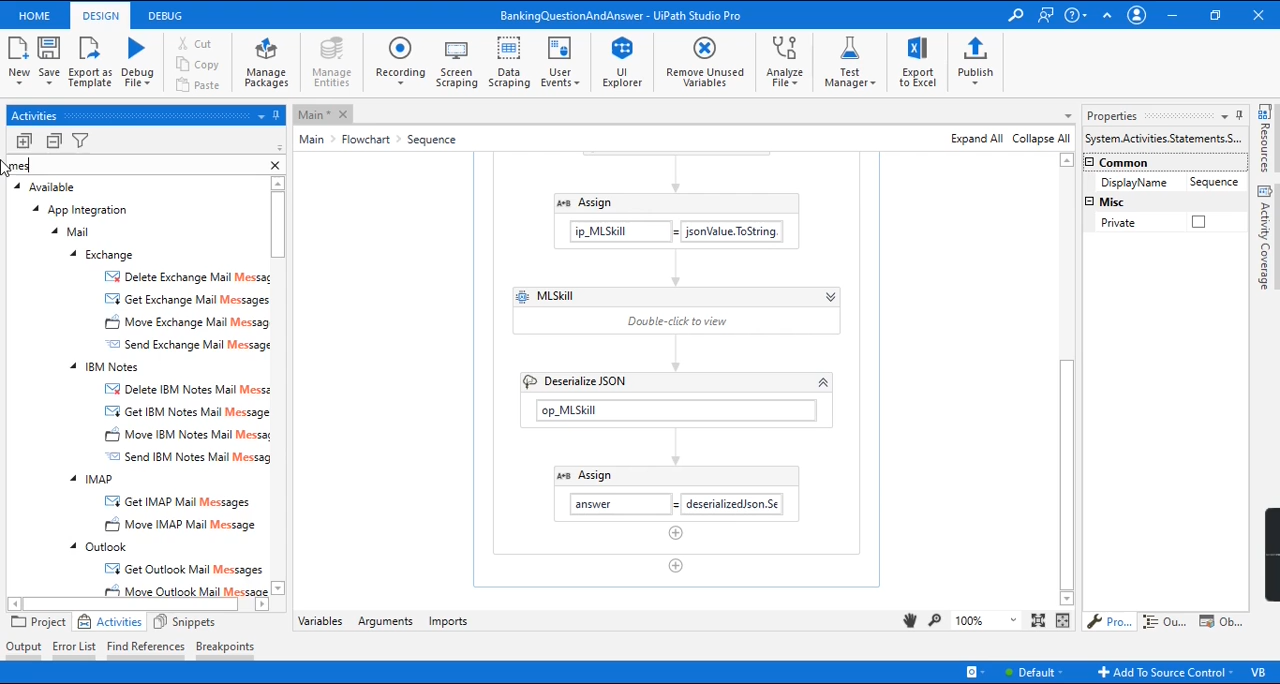 HOME DESIGN DEBUG BankingQuestionAndAnswer - UiPath Studio Pro
New Save Export as Template Debug File Cut Copy Paste Manage Packages Manage Entities Recording Screen Scraping Data Scraping User Events UI Explorer Remove Unused Variables Analyze File Test Manager Export to Excel Publish
Activities
mes
Available
App Integration
Mail
Exchange
Delete Exchange Mail Messag
Get Exchange Mail Messages
Move Exchange Mail Messag
Send Exchange Mail Message
IBM Notes
Delete IBM Notes Mail Messa
Get IBM Notes Mail Message
Move IBM Notes Mail Messag
Send IBM Notes Mail Messag
IMAP
Get IMAP Mail Messages
Move IMAP Mail Message
Outlook
Get Outlook Mail Messages
Move Outlook Mail Message
Project Activities Snippets
Main *
Main Flowchart Sequence Expand All Collapse All
A+B Assign
ip_MLSkill = jsonValue.ToString.
MLSkill
Double-click to view
Deserialize JSON
op_MLSkill
A+B Assign
answer = deserializedJson.Se
Variables Arguments Imports 100%
Properties
System.Activities.Statements.S...
Common
DisplayName Sequence
Misc
Private
Pro... Ou... Ob...
Resources
Activity Coverage
Output Error List Find References Breakpoints
Default Add To Source Control VB